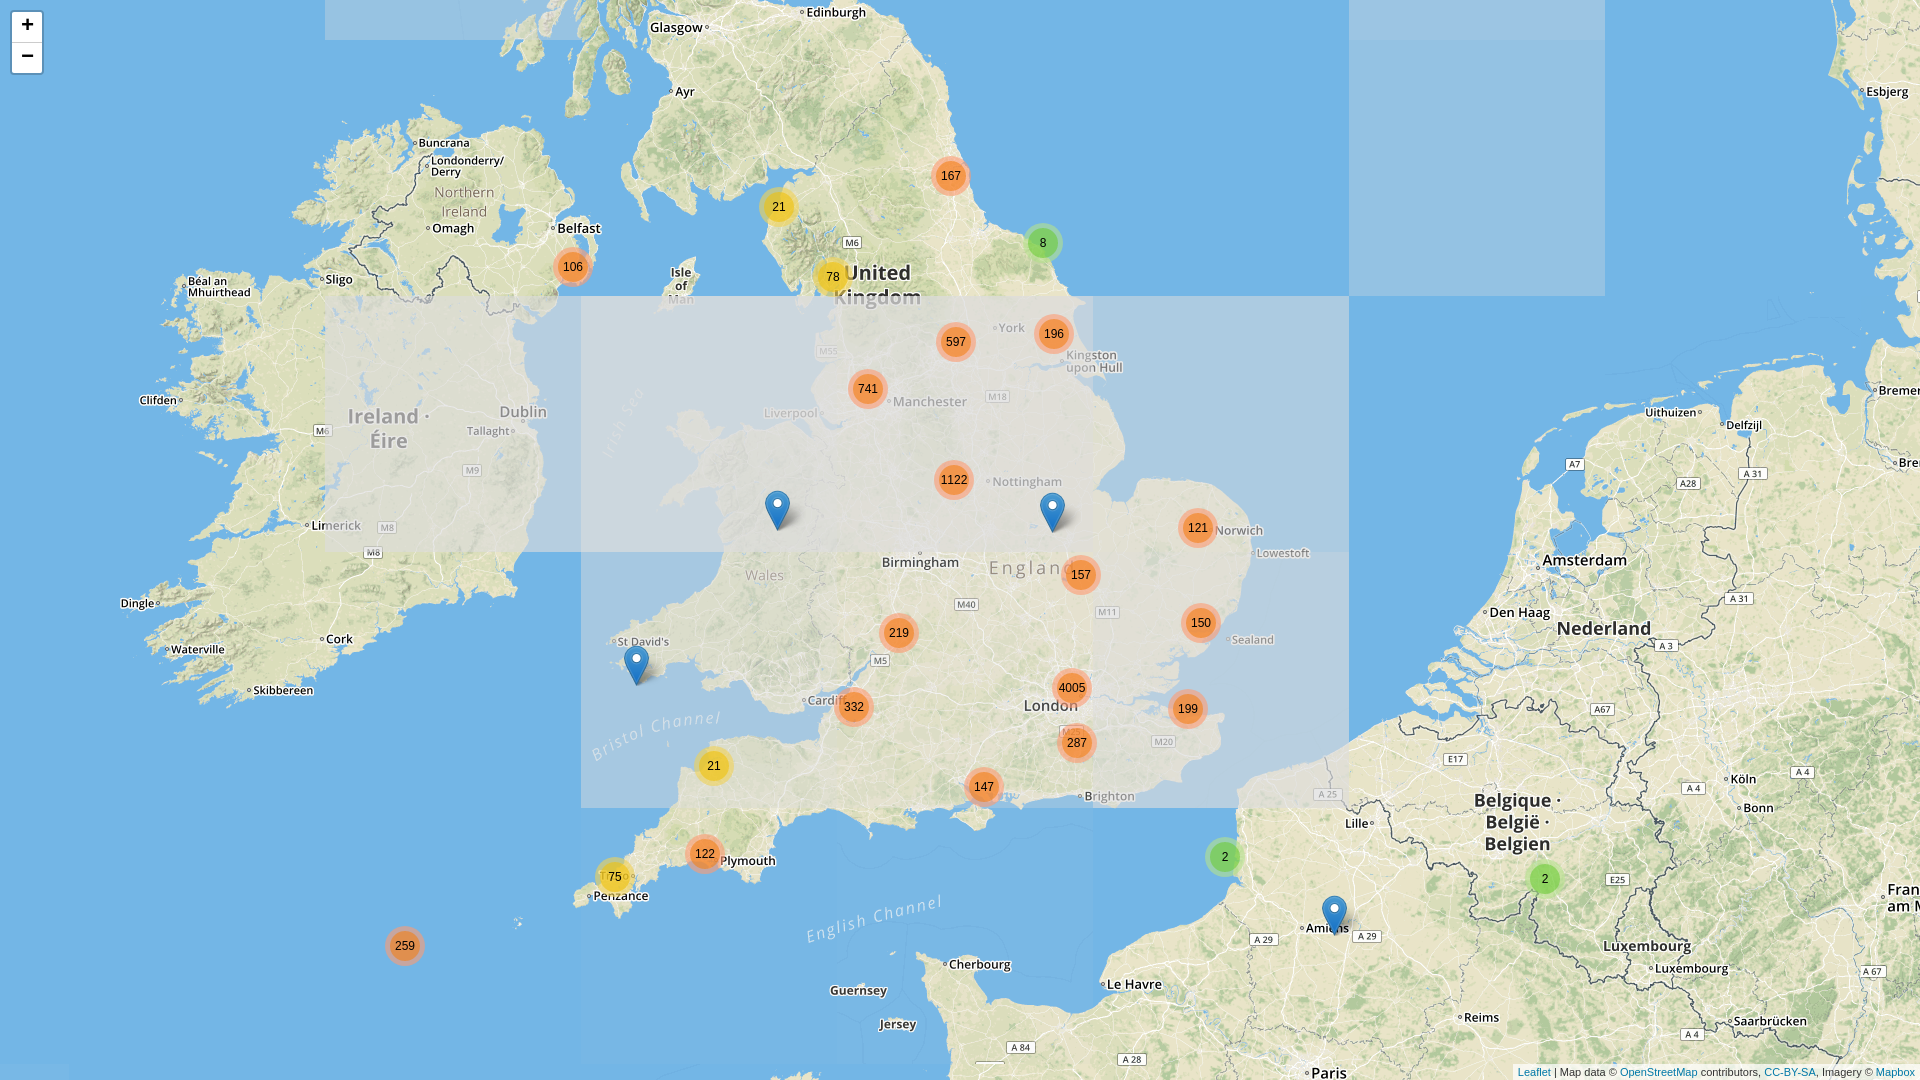 +
−
Edinburgh
Glasgow
Ayr
Esbjerg
Buncrana
Londonderry/
Derry
Northern
Ireland
167
21
Omagh
Belfast
M6
8
106
Isle
of
Man
78
United
Kingdom
Sligo
Béal an
Mhuirthead
York
196
597
M55
Kingston
upon Hull
741
Manchester
M18
Bremer
Clifden
Liverpool
Dublin
Ireland ·
Éire
Tallaght
M6
Irish Sea
Uithuizen
Delfzijl
M9
1122
Nottingham
A7
A 31
A28
Bre
Limerick
M8
121
Norwich
M8
Lowestoft
Birmingham
England
157
Wales
Amsterdam
Dingle
M40
M11
A 31
Den Haag
Nederland
Cork
219
150
Sealand
St David's
A 3
Waterville
M5
Skibbereen
4005
Cardiff
332
London
199
A67
Bristol Channel
287
M20
E17
21
A 4
Köln
147
Brighton
A 25
A 4
Bonn
Belgique ·
België ·
Belgien
Lille
122
Plymouth
2
75
Penzance
2
E25
Fran
am M
English Channel
259
Amiens
A 29
A 29
Luxembourg
Cherbourg
Luxembourg
A 67
Guernsey
Le Havre
Jersey
Reims
Saarbrücken
A 84
A 28
A 4
Paris
Leaflet | Map data © OpenStreetMap contributors, CC-BY-SA, Imagery © Mapbox